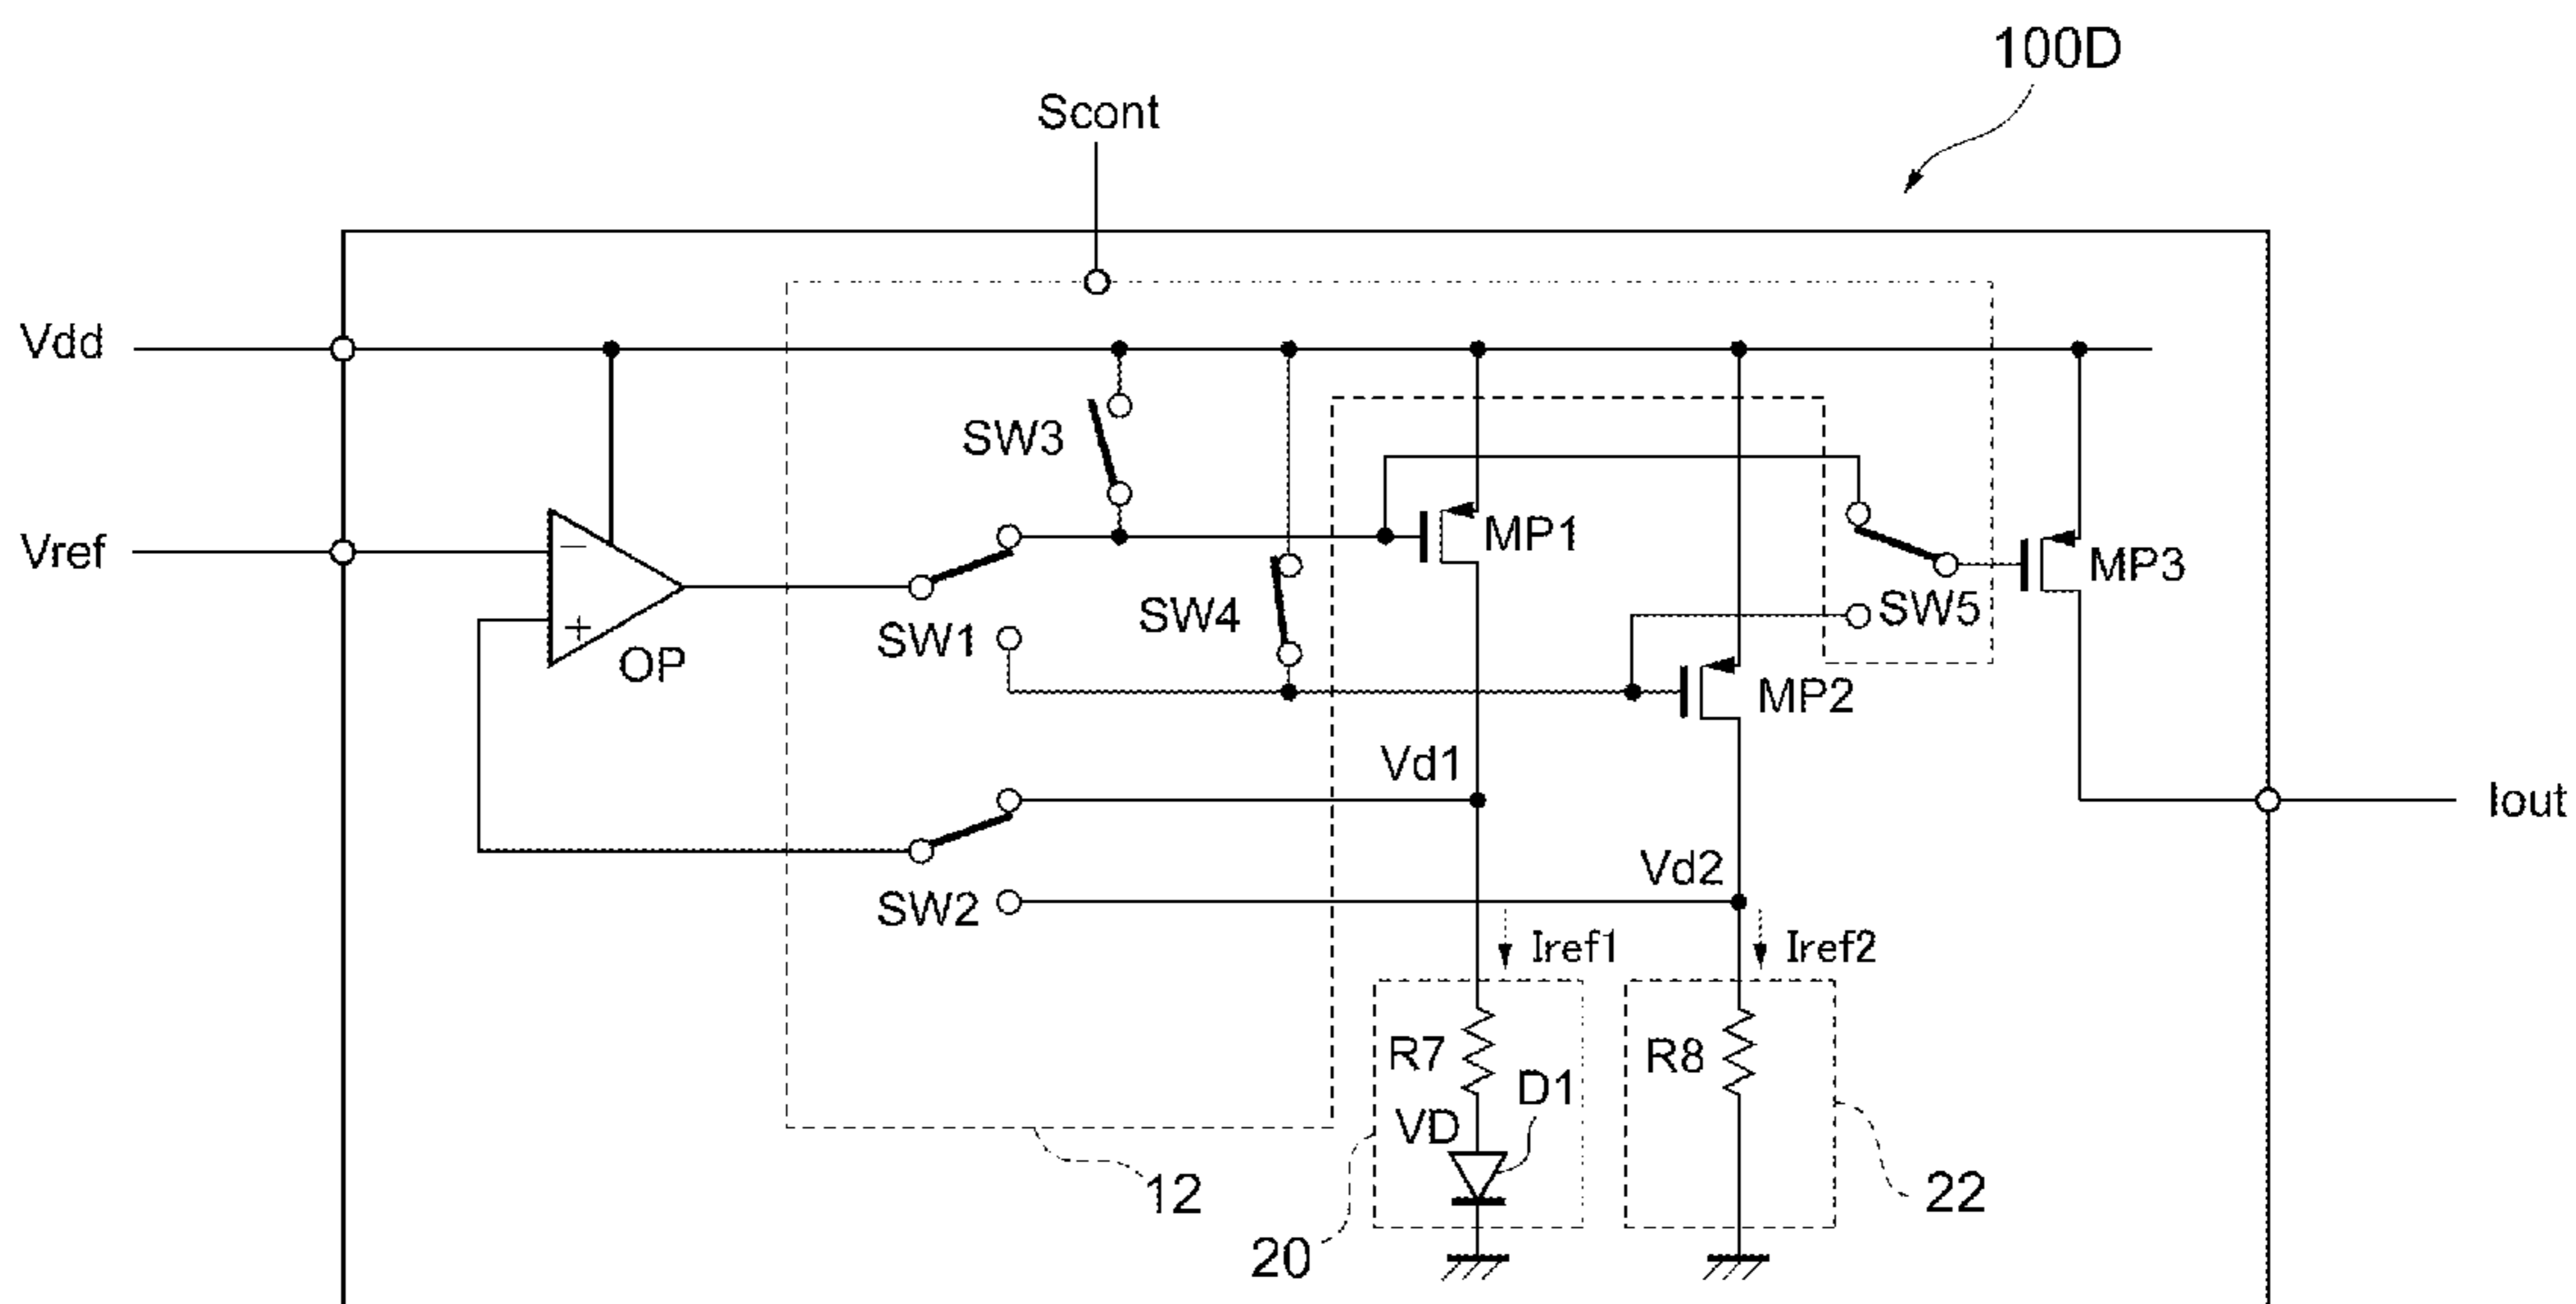 100D
Scont
Vdd
SW3
Vref
−
MP1
MP3
SW4
SW5
+
SW1
OP
MP2
Vd1
Iout
Vd2
SW2
Iref1
Iref2
R7
R8
D1
VD
12
22
20